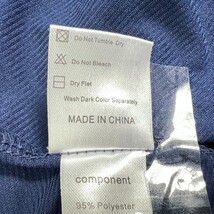 Do Not Tumble Dry
Do Not Bleach
Dry Flat
Wash Dark Color Separately
MADE IN CHINA
component
95% Polyester